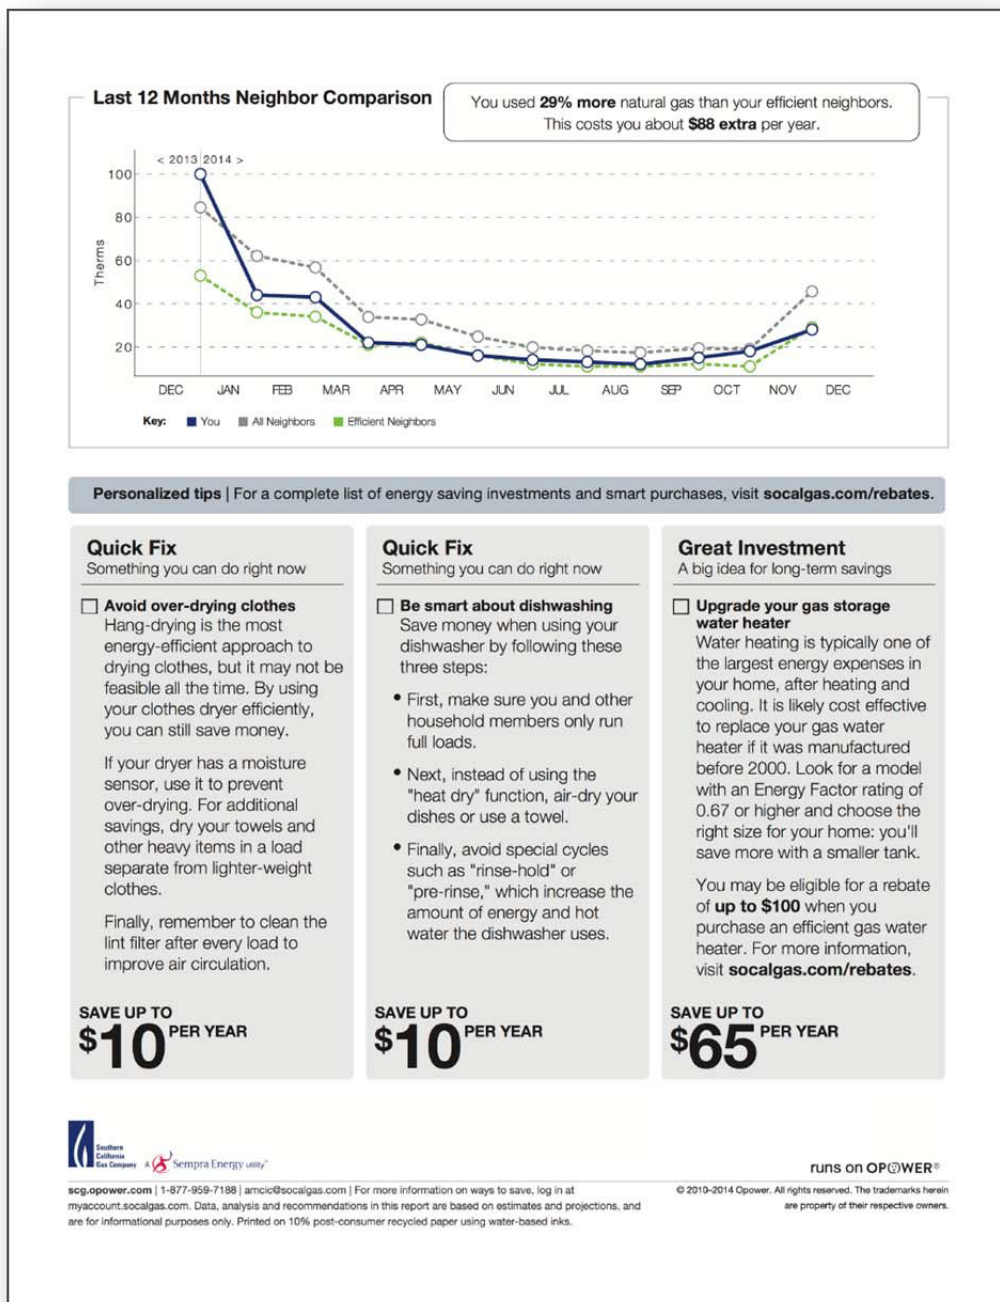 Last 12 Months Neighbor Comparison
You used 29% more natural gas than your efficient neighbors.
This costs you about $88 extra per year.
< 2013 2014 >
Therms
100
80
60
40
20
DEC JAN FEB MAR APR MAY JUN JUL AUG SEP OCT NOV DEC
Key: You All Neighbors Efficient Neighbors
Personalized tips | For a complete list of energy saving investments and smart purchases, visit socalgas.com/rebates.
Quick Fix
Something you can do right now
Avoid over-drying clothes
Hang-drying is the most
energy-efficient approach to
drying clothes, but it may not be
feasible all the time. By using
your clothes dryer efficiently,
you can still save money.
If your dryer has a moisture
sensor, use it to prevent
over-drying. For additional
savings, dry your towels and
other heavy items in a load
separate from lighter-weight
clothes.
Finally, remember to clean the
lint filter after every load to
improve air circulation.
SAVE UP TO
$10 PER YEAR
Quick Fix
Something you can do right now
Be smart about dishwashing
Save money when using your
dishwasher by following these
three steps:
• First, make sure you and other
household members only run
full loads.
• Next, instead of using the
"heat dry" function, air-dry your
dishes or use a towel.
• Finally, avoid special cycles
such as "rinse-hold" or
"pre-rinse," which increase the
amount of energy and hot
water the dishwasher uses.
SAVE UP TO
$10 PER YEAR
Great Investment
A big idea for long-term savings
Upgrade your gas storage
water heater
Water heating is typically one of
the largest energy expenses in
your home, after heating and
cooling. It is likely cost effective
to replace your gas water
heater if it was manufactured
before 2000. Look for a model
with an Energy Factor rating of
0.67 or higher and choose the
right size for your home: you'll
save more with a smaller tank.
You may be eligible for a rebate
of up to $100 when you
purchase an efficient gas water
heater. For more information,
visit socalgas.com/rebates.
SAVE UP TO
$65 PER YEAR
Southern
California
Gas Company
A Sempra Energy utility®
runs on OPOWER®
scg.opower.com | 1-877-959-7188 | amcic@socalgas.com | For more information on ways to save, log in at
myaccount.socalgas.com. Data, analysis and recommendations in this report are based on estimates and projections, and
are for informational purposes only. Printed on 10% post-consumer recycled paper using water-based inks.
© 2010–2014 Opower. All rights reserved. The trademarks herein
are property of their respective owners.